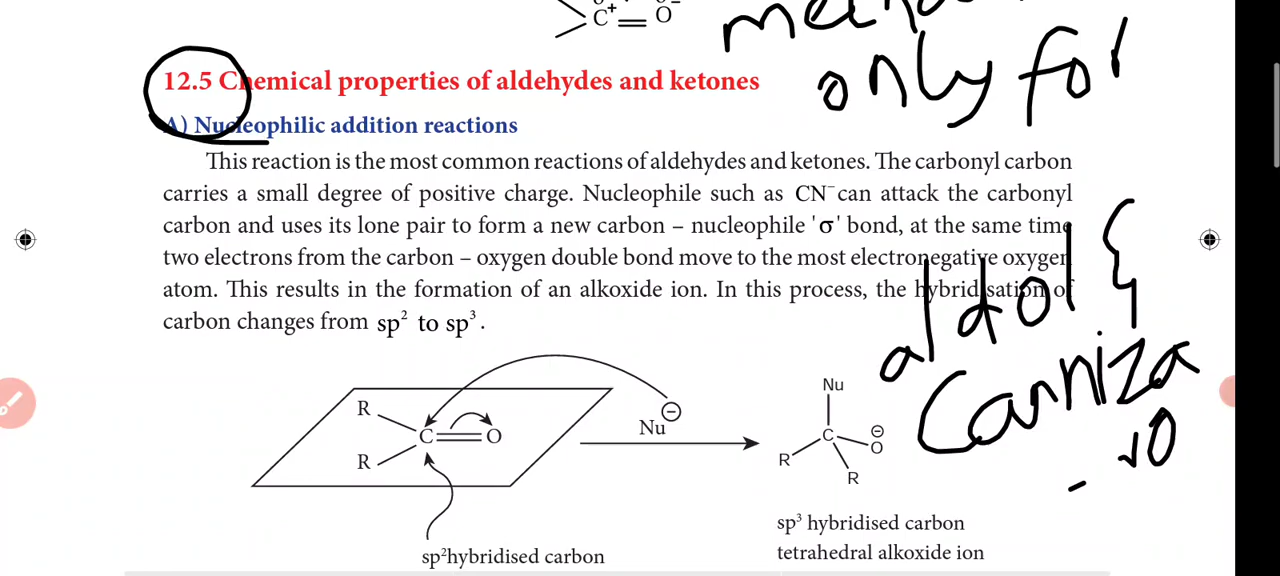 C⁺ = O⁻
only for
12.5 Chemical properties of aldehydes and ketones
A) Nucleophilic addition reactions
This reaction is the most common reactions of aldehydes and ketones. The carbonyl carbon
carries a small degree of positive charge. Nucleophile such as CN⁻ can attack the carbonyl
carbon and uses its lone pair to form a new carbon – nucleophile 'σ' bond, at the same time
two electrons from the carbon – oxygen double bond move to the most electronegative oxygen
atom. This results in the formation of an alkoxide ion. In this process, the hybridisation of
carbon changes from sp² to sp³.
aldol {
Canniza
- ro
R
R
C
O
Nu⊖
Nu
C
O⊖
R
R
sp²hybridised carbon
sp³ hybridised carbon
tetrahedral alkoxide ion